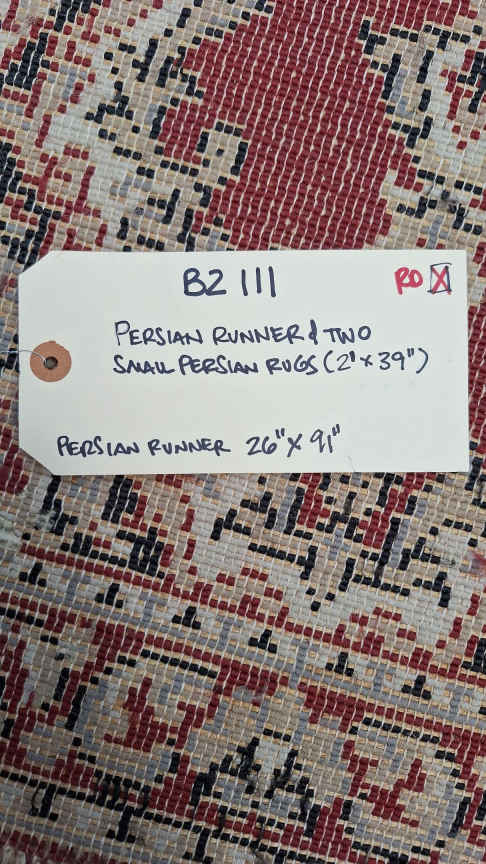 B2 111 RO X
PERSIAN RUNNER & TWO
SMALL PERSIAN RUGS (2' x 39")
PERSIAN RUNNER 26" X 91"